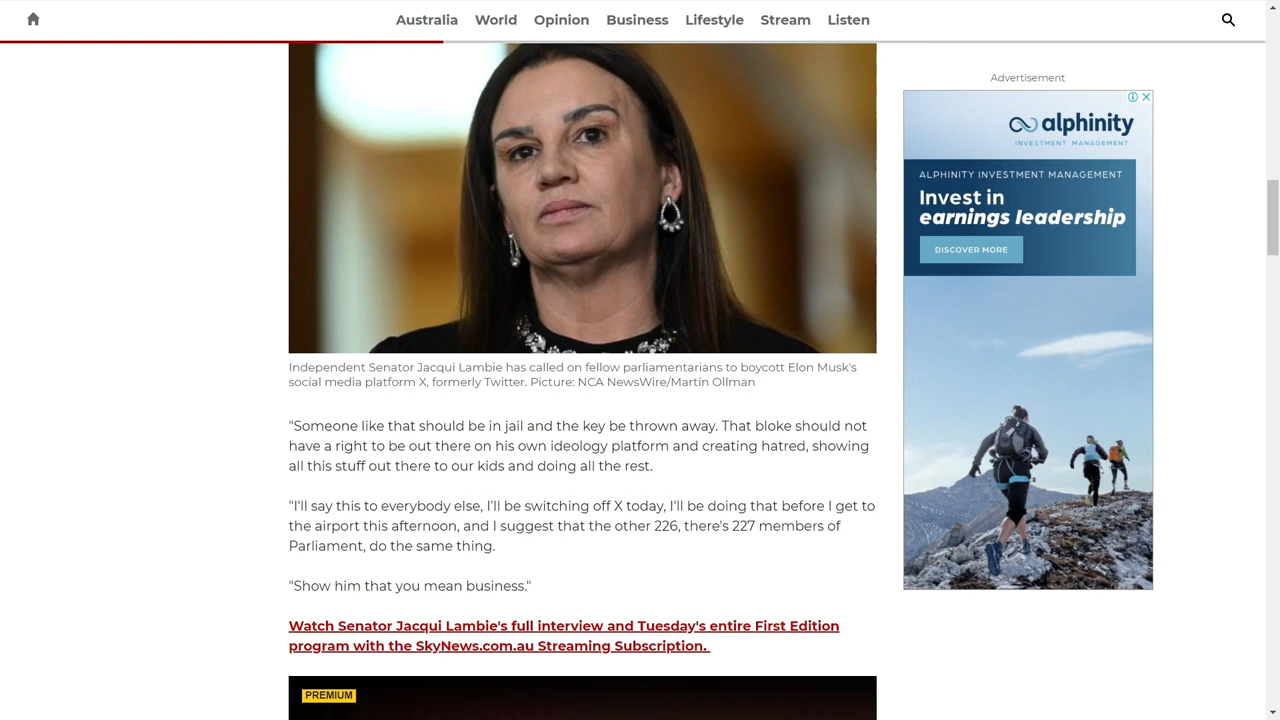 Australia World Opinion Business Lifestyle Stream Listen
Advertisement
alphinity
INVESTMENT MANAGEMENT
ALPHINITY INVESTMENT MANAGEMENT
Invest in
earnings leadership
DISCOVER MORE
Independent Senator Jacqui Lambie has called on fellow parliamentarians to boycott Elon Musk's
social media platform X, formerly Twitter. Picture: NCA NewsWire/Martin Ollman
"Someone like that should be in jail and the key be thrown away. That bloke should not
have a right to be out there on his own ideology platform and creating hatred, showing
all this stuff out there to our kids and doing all the rest.
"I'll say this to everybody else, I'll be switching off X today, I'll be doing that before I get to
the airport this afternoon, and I suggest that the other 226, there's 227 members of
Parliament, do the same thing.
"Show him that you mean business."
Watch Senator Jacqui Lambie's full interview and Tuesday's entire First Edition
program with the SkyNews.com.au Streaming Subscription.
PREMIUM